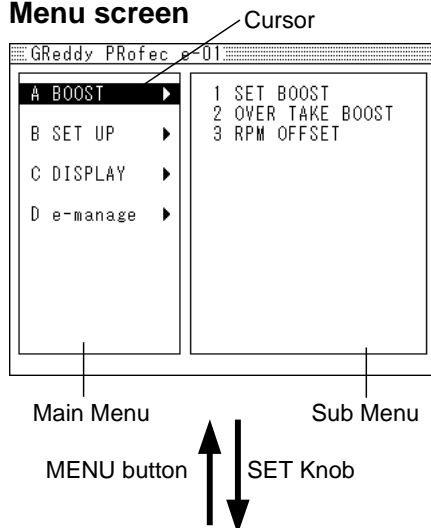 Menu screen
Cursor
GReddy PRofec e-01
A BOOST
B SET UP
C DISPLAY
D e-manage
1 SET BOOST
2 OVER TAKE BOOST
3 RPM OFFSET
Main Menu
Sub Menu
MENU button
SET Knob